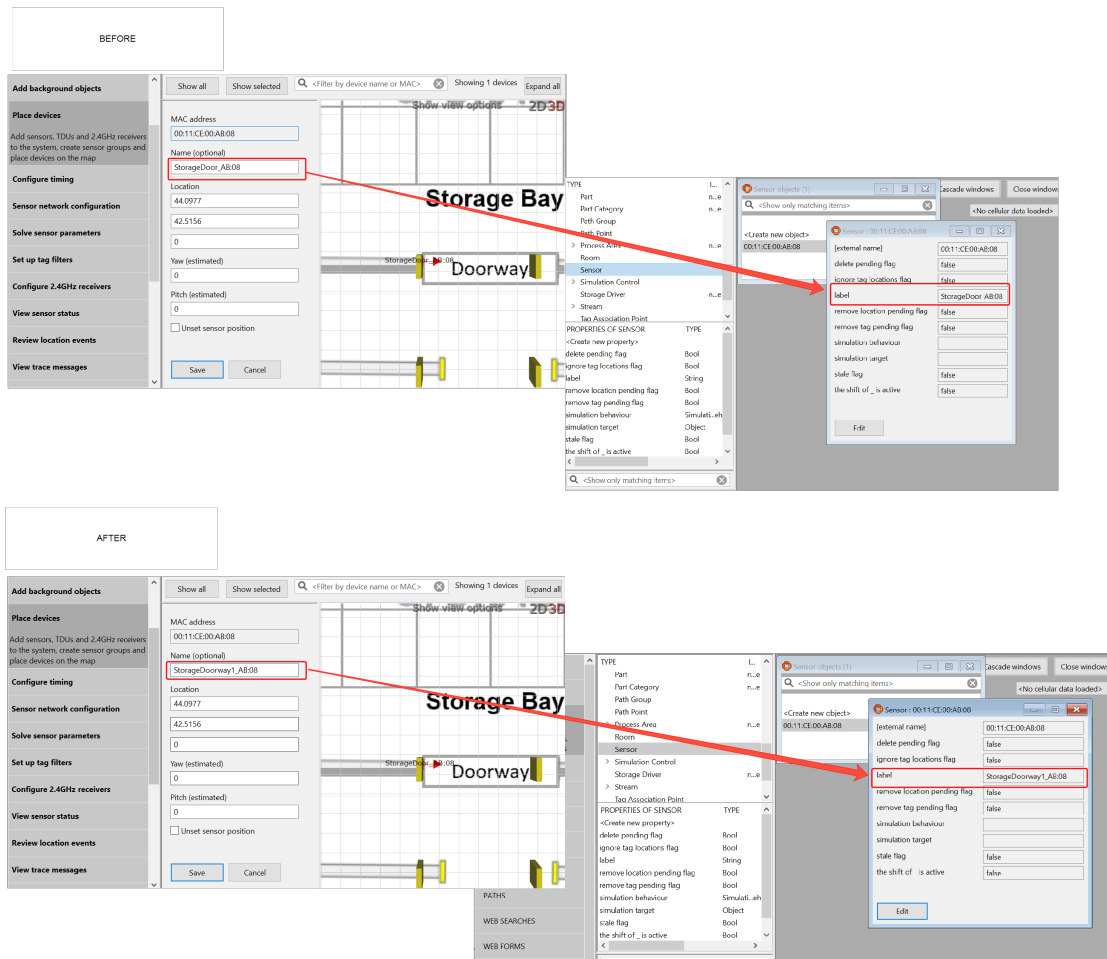 BEFORE
Add background objects
Place devices
Add sensors, TDUs and 2.4GHz receivers
to the system, create sensor groups and
place devices on the map
Configure timing
Sensor network configuration
Solve sensor parameters
Set up tag filters
Configure 2.4GHz receivers
View sensor status
Review location events
View trace messages
Show all
Show selected
<Filter by device name or MAC>
Showing 1 devices
Expand all
Show view options
2D3D
MAC address
00:11:CE:00:AB:08
Name (optional)
StorageDoor_AB:08
Location
44.0977
42.5156
0
Yaw (estimated)
0
Pitch (estimated)
0
Unset sensor position
Save
Cancel
Storage Bay
StorageDoor_AB:08
Doorway
TYPE
Part n...e
Part Category n...e
Path Group
Path Point
> Process Area n...e
Room
Sensor
> Simulation Control
Storage Driver n...e
> Stream
Tag Association Point
PROPERTIES OF SENSOR TYPE
<Create new property>
delete pending flag Bool
ignore tag locations flag Bool
label String
remove location pending flag Bool
remove tag pending flag Bool
simulation behaviour Simulati...eh
simulation target Object
stale flag Bool
the shift of _ is active Bool
<Show only matching items>
Sensor objects (1)
<Show only matching items>
<Create new object>
00:11:CE:00:AB:08
Cascade windows
Close windows
<No cellular data loaded>
Sensor : 00:11:CE:00:AB:08
[external name] 00:11:CE:00:AB:08
delete pending flag false
ignore tag locations flag false
label StorageDoor_AB:08
remove location pending flag false
remove tag pending flag false
simulation behaviour
simulation target
stale flag false
the shift of _ is active false
Edit
AFTER
Add background objects
Place devices
Add sensors, TDUs and 2.4GHz receivers
to the system, create sensor groups and
place devices on the map
Configure timing
Sensor network configuration
Solve sensor parameters
Set up tag filters
Configure 2.4GHz receivers
View sensor status
Review location events
View trace messages
Show all
Show selected
<Filter by device name or MAC>
Showing 1 devices
Expand all
Show view options
2D3D
MAC address
00:11:CE:00:AB:08
Name (optional)
StorageDoorway1_AB:08
Location
44.0977
42.5156
0
Yaw (estimated)
0
Pitch (estimated)
0
Unset sensor position
Save
Cancel
Storage Bay
StorageDoor_AB:08
Doorway
PATHS
WEB SEARCHES
WEB FORMS
TYPE
Part n...e
Part Category n...e
Path Group
Path Point
> Process Area n...e
Room
Sensor
> Simulation Control
Storage Driver n...e
> Stream
Tag Association Point
PROPERTIES OF SENSOR TYPE
<Create new property>
delete pending flag Bool
ignore tag locations flag Bool
label String
remove location pending flag Bool
remove tag pending flag Bool
simulation behaviour Simulati...eh
simulation target Object
stale flag Bool
the shift of _ is active Bool
Sensor objects (1)
<Show only matching items>
<Create new object>
00:11:CE:00:AB:08
Cascade windows
Close windows
<No cellular data loaded>
Sensor : 00:11:CE:00:AB:08
[external name] 00:11:CE:00:AB:08
delete pending flag false
ignore tag locations flag false
label StorageDoorway1_AB:08
remove location pending flag false
remove tag pending flag false
simulation behaviour
simulation target
stale flag false
the shift of _ is active false
Edit